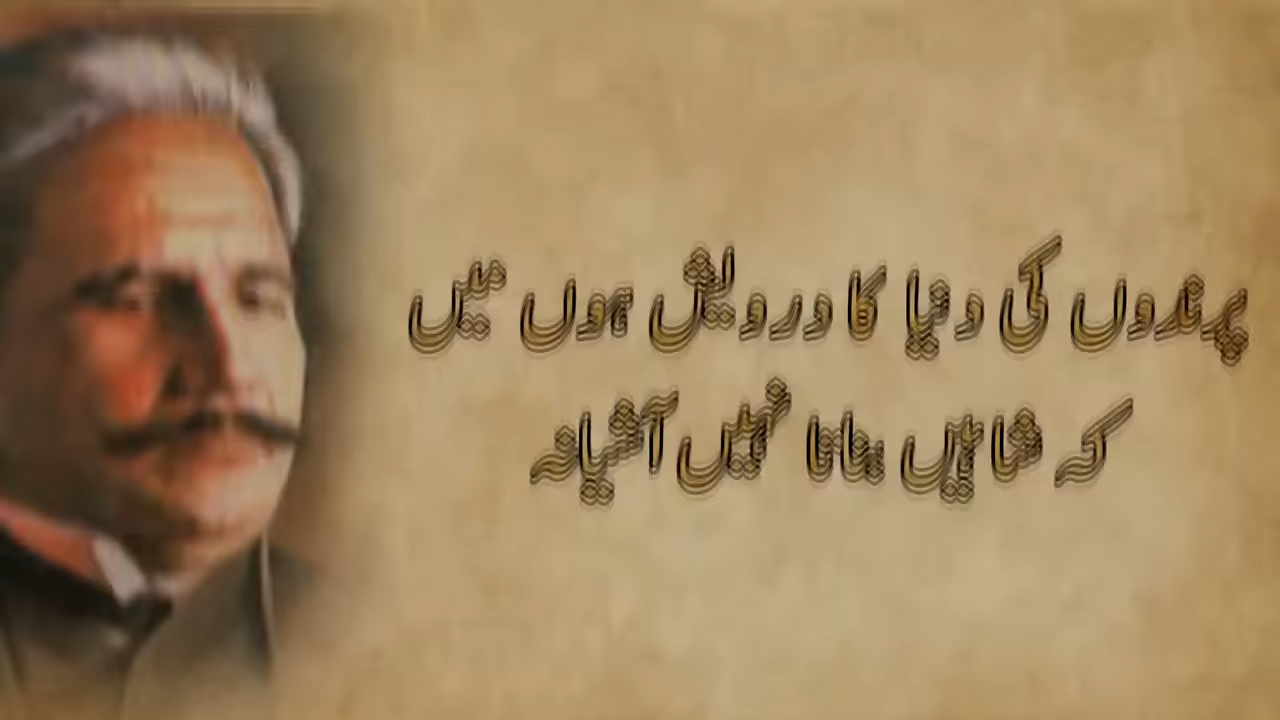 پرندوں کی دنیا کا درویش ہوں میں
کہ شاہیں بناتا نہیں آشیانہ